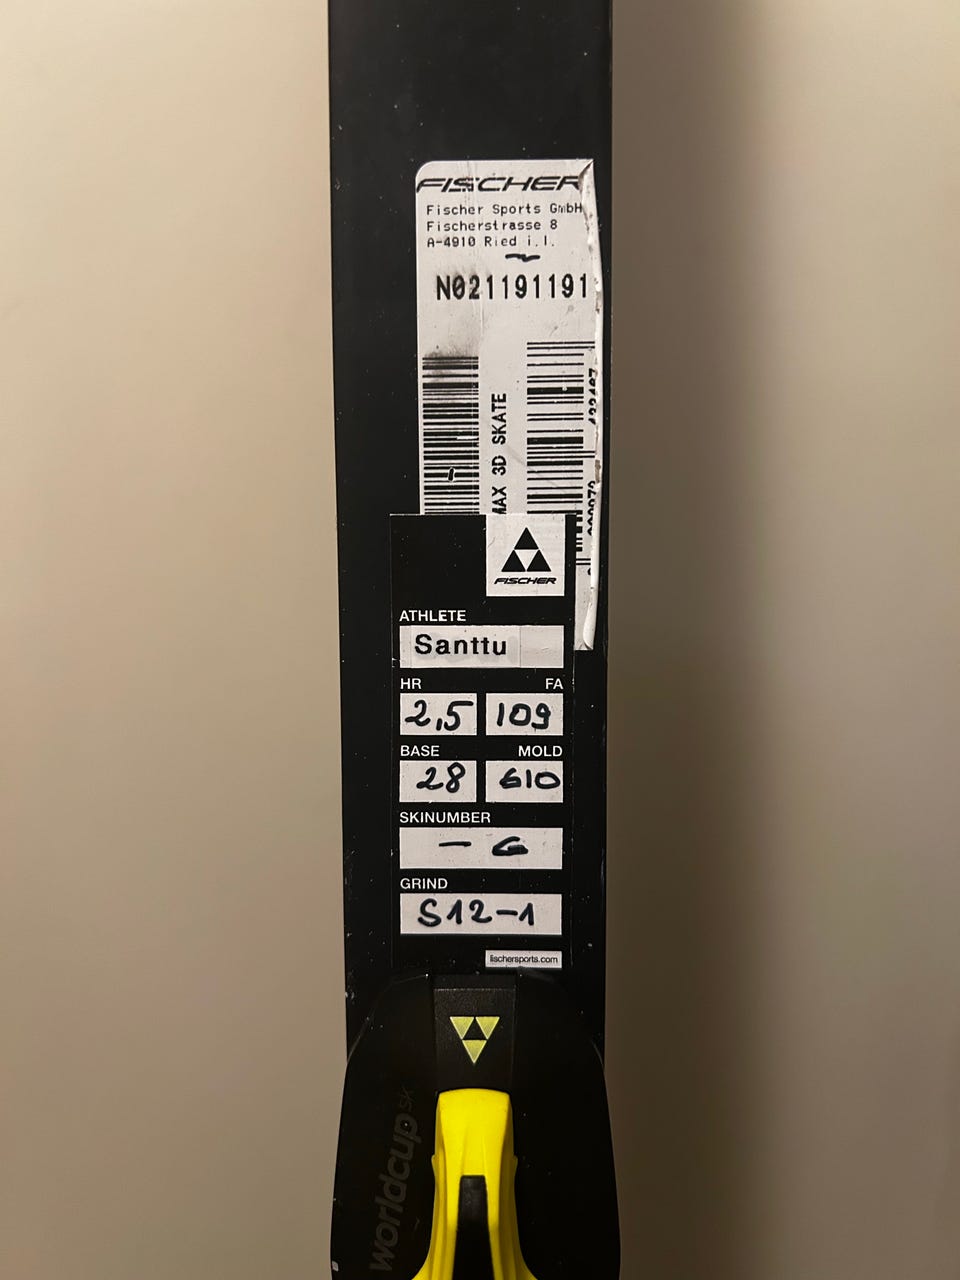 FISCHER
Fischer Sports GmbH
Fischerstrasse 8
A-4910 Ried i.I.
N021191191
MAX 3D SKATE
FISCHER
ATHLETE
Santtu
HR FA
2,5 109
BASE MOLD
28 610
SKINUMBER
- G
GRIND
S12-1
fischersports.com
worldcup SK